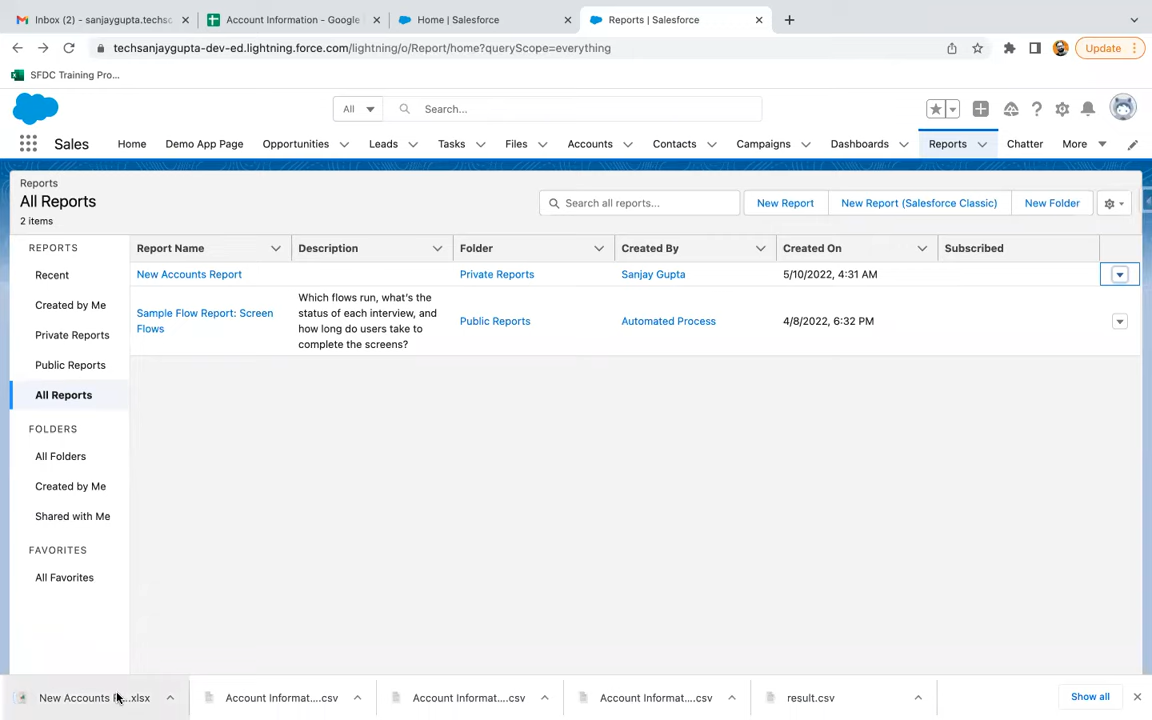 Inbox (2) - sanjaygupta.techsc
Account Information - Google
Home | Salesforce
Reports | Salesforce
techsanjaygupta-dev-ed.lightning.force.com/lightning/o/Report/home?queryScope=everything
Update
SFDC Training Pro...
All
Search...
Sales
Home
Demo App Page
Opportunities
Leads
Tasks
Files
Accounts
Contacts
Campaigns
Dashboards
Reports
Chatter
More
Reports
All Reports
2 items
Search all reports...
New Report
New Report (Salesforce Classic)
New Folder
REPORTS
Recent
Created by Me
Private Reports
Public Reports
All Reports
FOLDERS
All Folders
Created by Me
Shared with Me
FAVORITES
All Favorites
Report Name
Description
Folder
Created By
Created On
Subscribed
New Accounts Report
Private Reports
Sanjay Gupta
5/10/2022, 4:31 AM
Sample Flow Report: Screen
Flows
Which flows run, what's the
status of each interview, and
how long do users take to
complete the screens?
Public Reports
Automated Process
4/8/2022, 6:32 PM
New Accounts ...xlsx
Account Informat....csv
Account Informat....csv
Account Informat....csv
result.csv
Show all